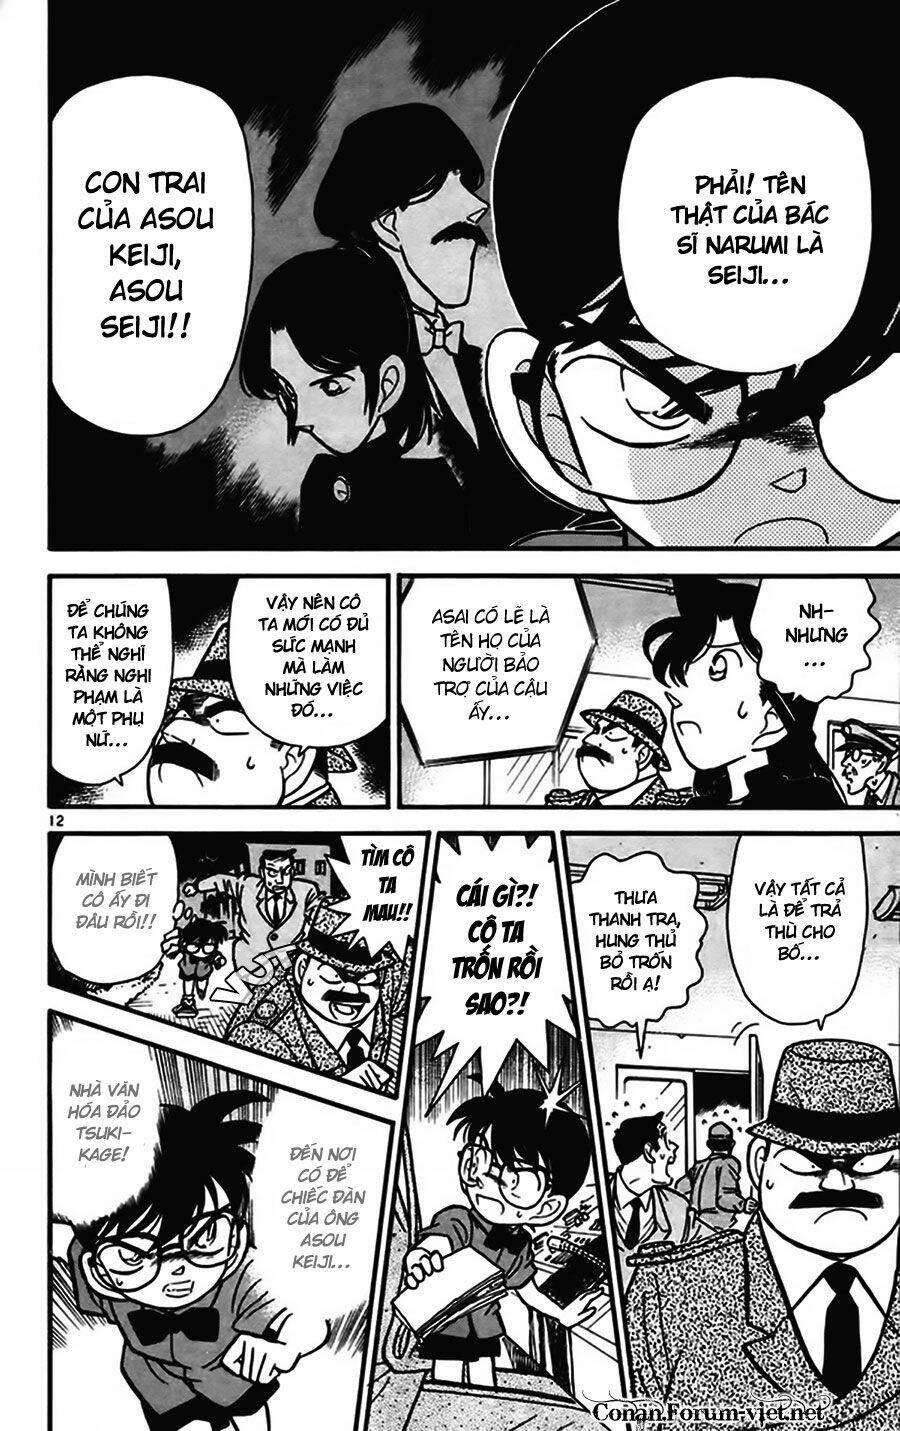 PHẢI! TÊN
THẬT CỦA BÁC
SĨ NARUMI LÀ
SEIJI...
CON TRAI
CỦA ASOU
KEIJI,
ASOU
SEIJI!!
NH-
NHƯNG
...
ASAI CÓ LẼ LÀ
TÊN HỌ CỦA
NGƯỜI BẢO
TRỢ CỦA CẬU
ẤY...
VẬY NÊN CÔ
TA MỚI CÓ ĐỦ
SỨC MẠNH
MÀ LÀM
NHỮNG VIỆC
ĐÓ...
ĐỂ CHÚNG
TA KHÔNG
THỂ NGHĨ
RẰNG NGHI
PHẠM LÀ
MỘT PHỤ
NỮ...
12
VẬY TẤT CẢ
LÀ ĐỂ TRẢ
THÙ CHO
BỐ...
THƯA
THANH TRA,
HUNG THỦ
BỎ TRỐN
RỒI Ạ!
CÁI GÌ?!
CÔ TA
TRỐN RỒI
SAO?!
TÌM CÔ
TA
MAU!!
VỤT
MÌNH BIẾT
CÔ ẤY ĐI
ĐÂU RỒI!!
ĐẾN NƠI
CÓ ĐỂ
CHIẾC ĐÀN
CỦA ÔNG
ASOU
KEIJI...
NHÀ VĂN
HÓA ĐẢO
TSUKI-
KAGE!
Conan.Forum-viet.net